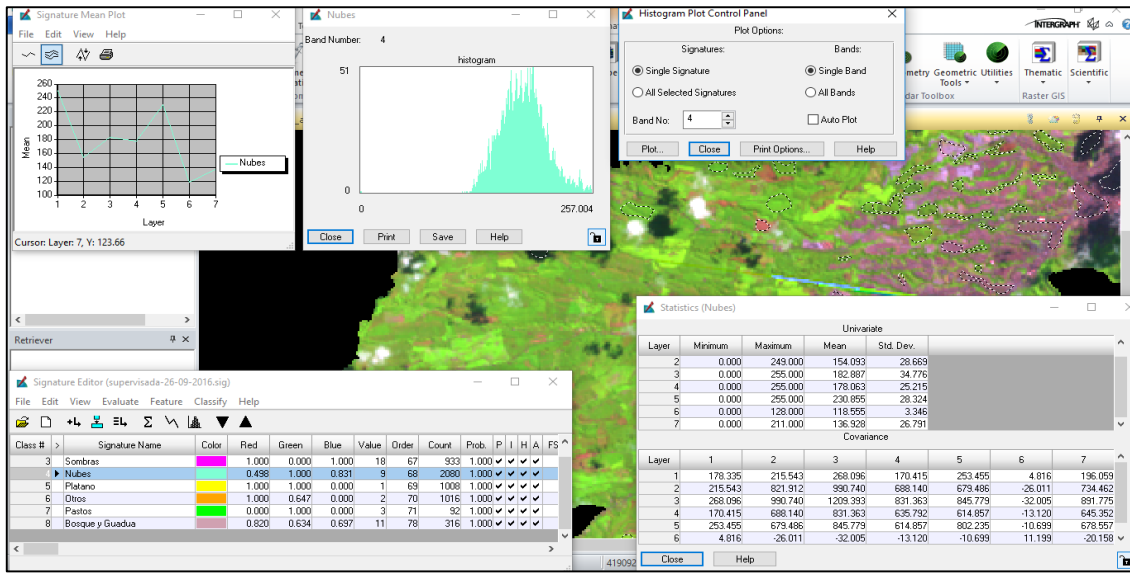 Signature Mean Plot
File Edit View Help
260
240
220
200
180
160
140
120
100
Mean
1 2 3 4 5 6 7
Layer
Nubes
Cursor: Layer: 7, Y: 123.66
Nubes
Band Number: 4
histogram
51
0
0 257.004
Close Print Save Help
Histogram Plot Control Panel
Plot Options:
Signatures: Bands:
Single Signature Single Band
All Selected Signatures All Bands
Band No: 4 Auto Plot
Plot... Close Print Options... Help
INTERGRAPH
metry Geometric Utilities Thematic Scientific
Tools
dar Toolbox Raster GIS
Retriever
Signature Editor (supervisada-26-09-2016.sig)
File Edit View Evaluate Feature Classify Help
Class # > Signature Name Color Red Green Blue Value Order Count Prob. P I H A FS
3 Sombras 1.000 0.000 1.000 18 67 933 1.000
Nubes 0.498 1.000 0.831 9 68 2080 1.000
5 Platano 1.000 1.000 0.000 1 69 1008 1.000
6 Otros 1.000 0.647 0.000 2 70 1016 1.000
7 Pastos 0.000 1.000 0.000 3 71 92 1.000
8 Bosque y Guadua 0.820 0.634 0.697 11 78 316 1.000
419092
Statistics (Nubes)
Univariate
Layer Minimum Maximum Mean Std. Dev.
2 0.000 249.000 154.093 28.669
3 0.000 255.000 182.887 34.776
4 0.000 255.000 178.063 25.215
5 0.000 255.000 230.855 28.324
6 0.000 128.000 118.555 3.346
7 0.000 211.000 136.928 26.791
Covariance
Layer 1 2 3 4 5 6 7
1 178.335 215.543 268.096 170.415 253.455 4.816 196.059
2 215.543 821.912 990.740 688.140 679.486 -26.011 734.462
3 268.096 990.740 1209.393 831.363 845.779 -32.005 891.775
4 170.415 688.140 831.363 635.792 614.857 -13.120 645.352
5 253.455 679.486 845.779 614.857 802.235 -10.699 678.557
6 4.816 -26.011 -32.005 -13.120 -10.699 11.199 -20.158
Close Help